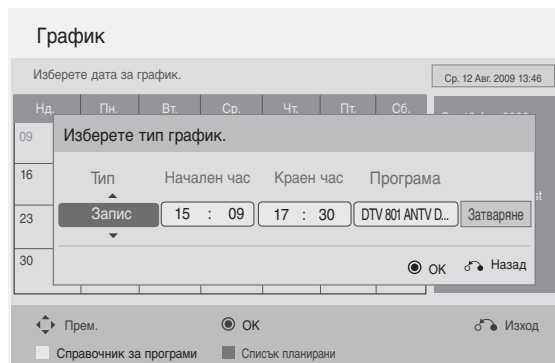 График
Изберете дата за график.
Ср. 12 Авг. 2009 13:46
Нд. Пн. Вт. Ср. Чт. Пт. Сб.
09
Изберете тип график.
16
Тип Начален час Краен час Програма
Запис 15 : 09 17 : 30 DTV 801 ANTV D... Затваряне
23
30
OK Назад
Прем. OK Изход
Справочник за програми Списък планирани